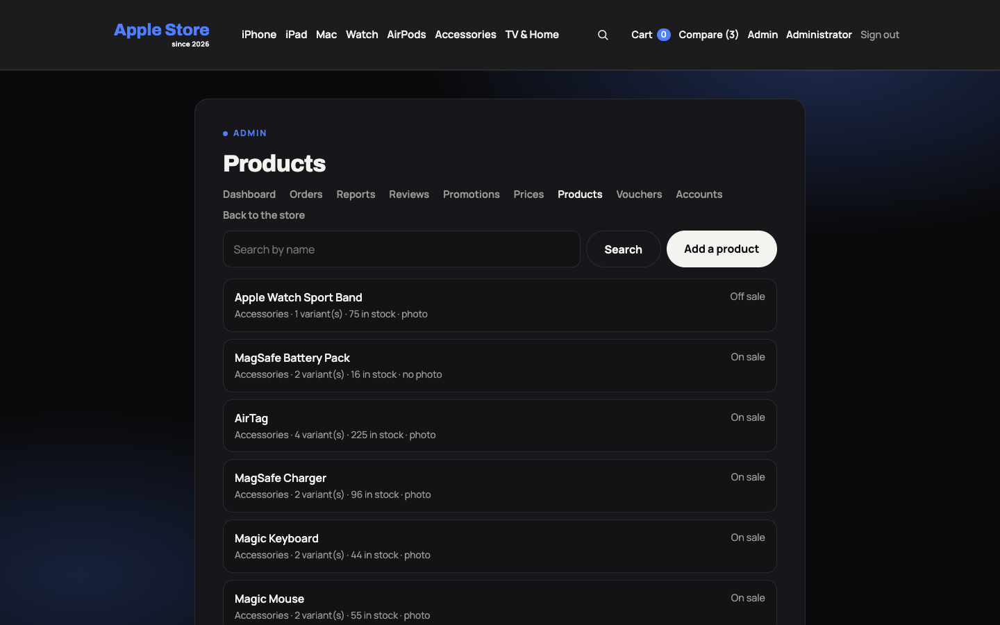 Apple Store
since 2026
iPhone iPad Mac Watch AirPods Accessories TV & Home
Cart 0 Compare (3) Admin Administrator Sign out
ADMIN
Products
Dashboard Orders Reports Reviews Promotions Prices Products Vouchers Accounts
Back to the store
Search by name Search Add a product
Apple Watch Sport Band Off sale
Accessories · 1 variant(s) · 75 in stock · photo
MagSafe Battery Pack On sale
Accessories · 2 variant(s) · 16 in stock · no photo
AirTag On sale
Accessories · 4 variant(s) · 225 in stock · photo
MagSafe Charger On sale
Accessories · 2 variant(s) · 96 in stock · photo
Magic Keyboard On sale
Accessories · 2 variant(s) · 44 in stock · photo
Magic Mouse On sale
Accessories · 2 variant(s) · 55 in stock · photo